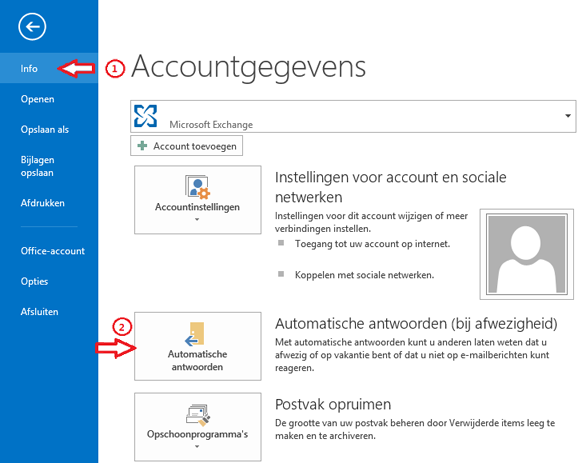 Info
Openen
Opslaan als
Bijlagen
opslaan
Afdrukken
Office-account
Opties
Afsluiten
1
Accountgegevens
Microsoft Exchange
Account toevoegen
Accountinstellingen
Instellingen voor account en sociale
netwerken
Instellingen voor dit account wijzigen of meer
verbindingen instellen.
Toegang tot uw account op internet.
Koppelen met sociale netwerken.
2
Automatische
antwoorden
Automatische antwoorden (bij afwezigheid)
Met automatische antwoorden kunt u anderen laten weten dat u
afwezig of op vakantie bent of dat u niet op e-mailberichten kunt
reageren.
Opschoonprogramma's
Postvak opruimen
De grootte van uw postvak beheren door Verwijderde items leeg te
maken en te archiveren.